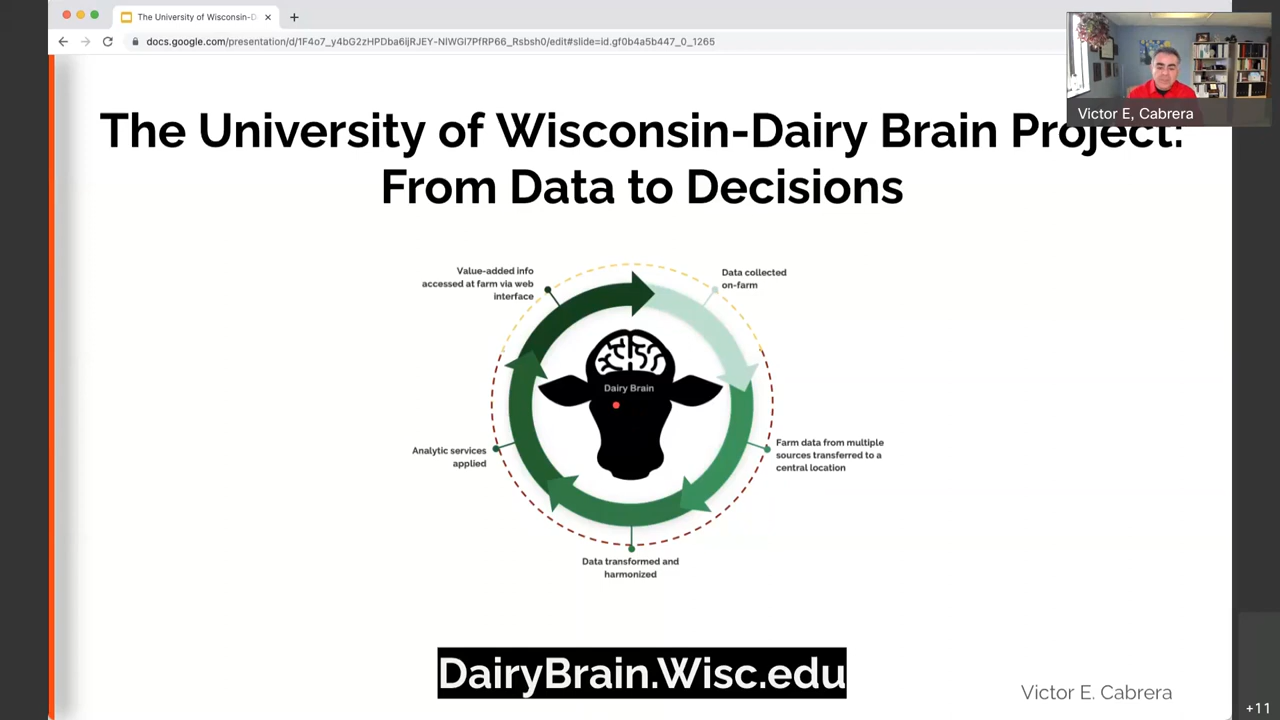 The University of Wisconsin-D
docs.google.com/presentation/d/1F4o7_y4bG2zHPDba6ljRJEY-NIWGl7PfRP66_Rsbsh0/edit#slide=id.gf0b4a5b447_0_1265
Victor E, Cabrera
The University of Wisconsin-Dairy Brain Project:
From Data to Decisions
Value-added info
accessed at farm via web
interface
Data collected
on-farm
Dairy Brain
Analytic services
applied
Farm data from multiple
sources transferred to a
central location
Data transformed and
harmonized
DairyBrain.Wisc.edu
Victor E. Cabrera
+11